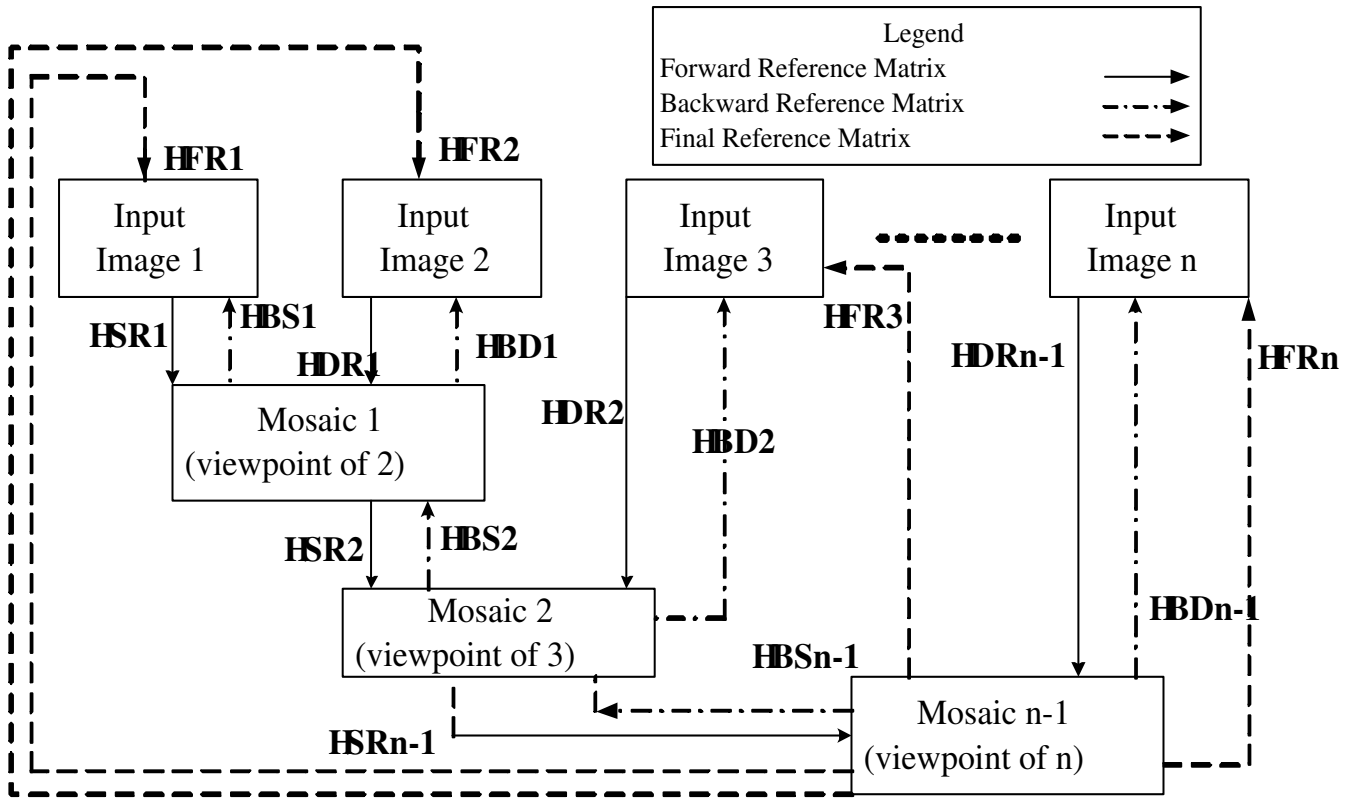 Legend
Forward Reference Matrix
Backward Reference Matrix
Final Reference Matrix
HFR1
HFR2
Input
Image 1
Input
Image 2
Input
Image 3
Input
Image n
HSR1
HBS1
HDR1
HBD1
HFR3
HDRn-1
HFRn
Mosaic 1
(viewpoint of 2)
HDR2
HBD2
HSR2
HBS2
Mosaic 2
(viewpoint of 3)
HBDn-1
HBSn-1
HSRn-1
Mosaic n-1
(viewpoint of n)